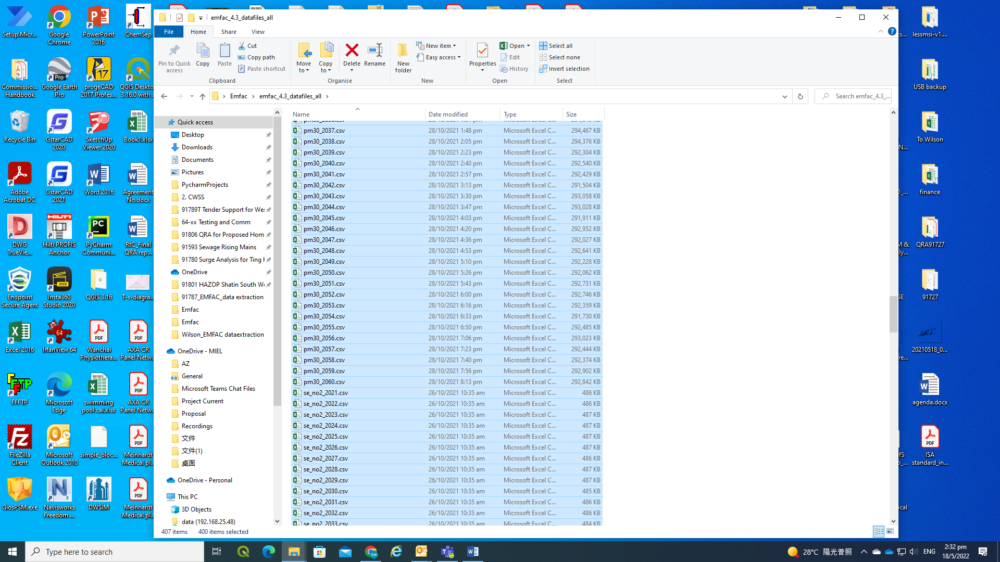 emfac_4.3_datafiles_all
File
Home
Share
View
Pin to Quick access
Copy
Paste
Cut
Copy path
Paste shortcut
Clipboard
Move to
Copy to
Delete
Rename
Organise
New folder
New item
Easy access
New
Properties
Open
Edit
History
Open
Select all
Select none
Invert selection
Select
Emfac > emfac_4.3_datafiles_all >
Search emfac_4.3_...
Name Date modified Type Size
Quick access
Desktop
Downloads
Documents
Pictures
PycharmProjects
2. CWSS
91789T Tender Support for Wes
64-xx Testing and Comm
91806 QRA for Proposed Hom
91593 Sewage Rising Mains
91780 Surge Analysis for Ting
OneDrive
91801 HAZOP Shatin South W
91787_EMFAC_data extraction
Emfac
Emfac
Wilson_EMFAC dataextraction
OneDrive - MIEL
AZ
General
Microsoft Teams Chat Files
Project Current
Proposal
Recordings
文件
文件(1)
桌面
OneDrive - Personal
This PC
3D Objects
data (192.168.25.48)
pm30_2037.csv 28/10/2021 1:48 pm Microsoft Excel C... 294,467 KB
pm30_2038.csv 28/10/2021 2:05 pm Microsoft Excel C... 294,376 KB
pm30_2039.csv 28/10/2021 2:23 pm Microsoft Excel C... 292,304 KB
pm30_2040.csv 28/10/2021 2:40 pm Microsoft Excel C... 292,540 KB
pm30_2041.csv 28/10/2021 2:57 pm Microsoft Excel C... 292,429 KB
pm30_2042.csv 28/10/2021 3:13 pm Microsoft Excel C... 291,504 KB
pm30_2043.csv 28/10/2021 3:30 pm Microsoft Excel C... 293,058 KB
pm30_2044.csv 28/10/2021 3:47 pm Microsoft Excel C... 293,028 KB
pm30_2045.csv 28/10/2021 4:03 pm Microsoft Excel C... 291,911 KB
pm30_2046.csv 28/10/2021 4:20 pm Microsoft Excel C... 292,952 KB
pm30_2047.csv 28/10/2021 4:36 pm Microsoft Excel C... 292,027 KB
pm30_2048.csv 28/10/2021 4:53 pm Microsoft Excel C... 292,641 KB
pm30_2049.csv 28/10/2021 5:10 pm Microsoft Excel C... 292,228 KB
pm30_2050.csv 28/10/2021 5:26 pm Microsoft Excel C... 292,062 KB
pm30_2051.csv 28/10/2021 5:43 pm Microsoft Excel C... 292,731 KB
pm30_2052.csv 28/10/2021 6:00 pm Microsoft Excel C... 292,746 KB
pm30_2053.csv 28/10/2021 6:16 pm Microsoft Excel C... 292,359 KB
pm30_2054.csv 28/10/2021 6:33 pm Microsoft Excel C... 291,730 KB
pm30_2055.csv 28/10/2021 6:50 pm Microsoft Excel C... 292,485 KB
pm30_2056.csv 28/10/2021 7:06 pm Microsoft Excel C... 293,023 KB
pm30_2057.csv 28/10/2021 7:23 pm Microsoft Excel C... 292,444 KB
pm30_2058.csv 28/10/2021 7:40 pm Microsoft Excel C... 292,374 KB
pm30_2059.csv 28/10/2021 7:56 pm Microsoft Excel C... 292,902 KB
pm30_2060.csv 28/10/2021 8:13 pm Microsoft Excel C... 292,842 KB
se_no2_2021.csv 26/10/2021 10:35 am Microsoft Excel C... 486 KB
se_no2_2022.csv 26/10/2021 10:35 am Microsoft Excel C... 486 KB
se_no2_2023.csv 26/10/2021 10:35 am Microsoft Excel C... 487 KB
se_no2_2024.csv 26/10/2021 10:35 am Microsoft Excel C... 487 KB
se_no2_2025.csv 26/10/2021 10:35 am Microsoft Excel C... 487 KB
se_no2_2026.csv 26/10/2021 10:35 am Microsoft Excel C... 487 KB
se_no2_2027.csv 26/10/2021 10:35 am Microsoft Excel C... 486 KB
se_no2_2028.csv 26/10/2021 10:35 am Microsoft Excel C... 487 KB
se_no2_2029.csv 26/10/2021 10:35 am Microsoft Excel C... 487 KB
se_no2_2030.csv 26/10/2021 10:35 am Microsoft Excel C... 485 KB
se_no2_2031.csv 26/10/2021 10:35 am Microsoft Excel C... 486 KB
se_no2_2032.csv 26/10/2021 10:35 am Microsoft Excel C... 486 KB
se_no2_2033.csv 26/10/2021 10:35 am Microsoft Excel C... 484 KB
407 items 400 items selected
Setup.Micr...
Google Chrome
PowerPoint 2016
ChemSep
Commissio... Handbook
Google Earth Pro
progeCAD 2017 Profes...
QGIS Deskto 3.16.0 with .
Recycle Bin
GstarCAD 2020
SketchUp Viewer 2020
Book1.xlsx
Adobe Acrobat DC
GstarCAD 2021
Word 2016
Agreement No.docx
DWG TrueVie...
Hilti PROFIS Anchor
PyCharm Communi...
RtC_Final QRA rep...
Endpoint Secure Agent
Insta360 Studio 2020
QGIS 3.16
T-s-diagra...
Excel 2016
IrfanView 64
Wanchai Physiothera...
AXA CR Panel Netw...
FFFTP
Microsoft Edge
swimming pool cal.xlsx
AXA CR Panel Netw...
FileZilla Client
Microsoft Outlook 2010
simple_bloc...
Meinhardt Medical pl...
GiosPSM.exe
Navisworks Freedom ...
DWSIM
Meinhardt Medical pl...
lessmsi-v1....
USB backup
To Wilson
finance
QRA91727
91727
20210518_0...
agenda.docx
ISA standard_in...
Type here to search
28°C 陽光普照
ENG
2:32 pm
18/5/2022